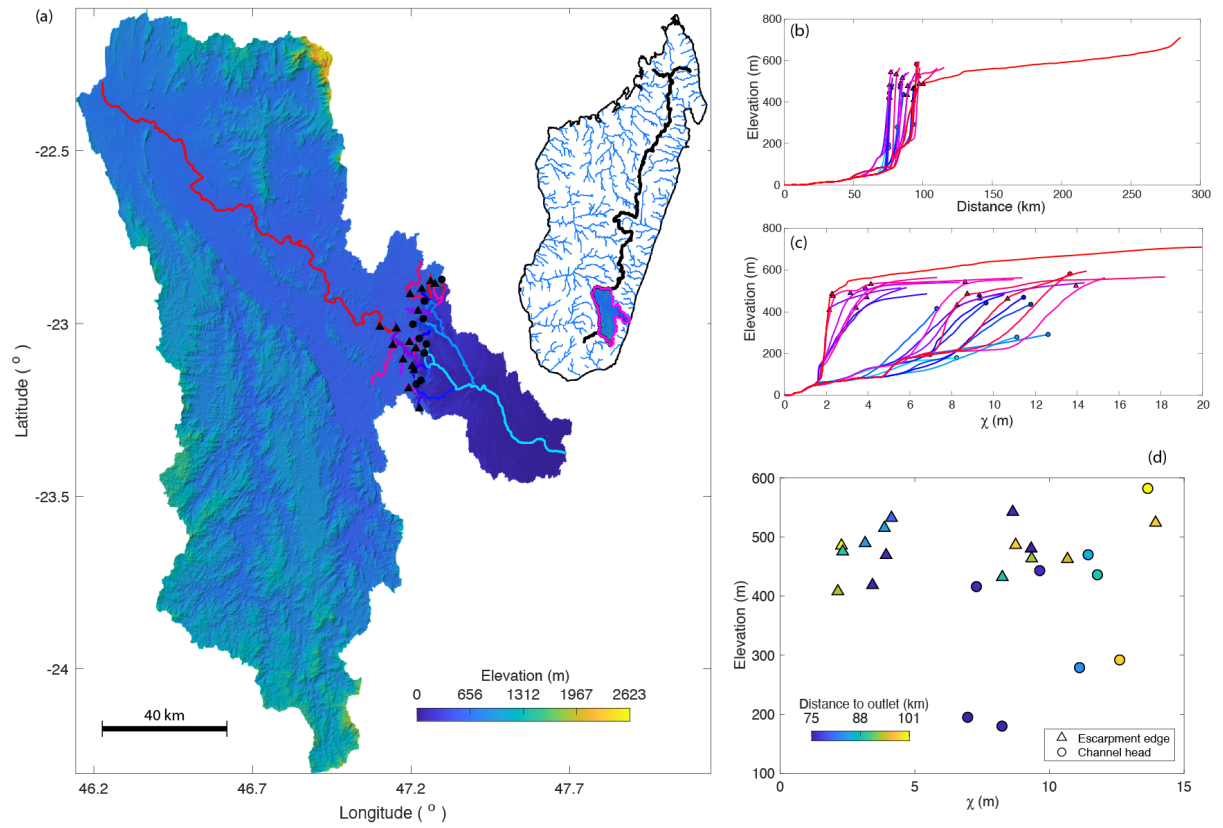 (a)
-22.5
-23
-23.5
-24
Latitude ( ° )
46.2
46.7
47.2
47.7
Longitude ( ° )
40 km
Elevation (m)
0 656 1312 1967 2623
(b)
800
600
400
200
0
Elevation (m)
0 50 100 150 200 250 300
Distance (km)
(c)
800
600
400
200
0
Elevation (m)
0 2 4 6 8 10 12 14 16 18 20
χ (m)
(d)
600
500
400
300
200
100
Elevation (m)
Distance to outlet (km)
75 88 101
Escarpment edge
Channel head
0 5 10 15
χ (m)